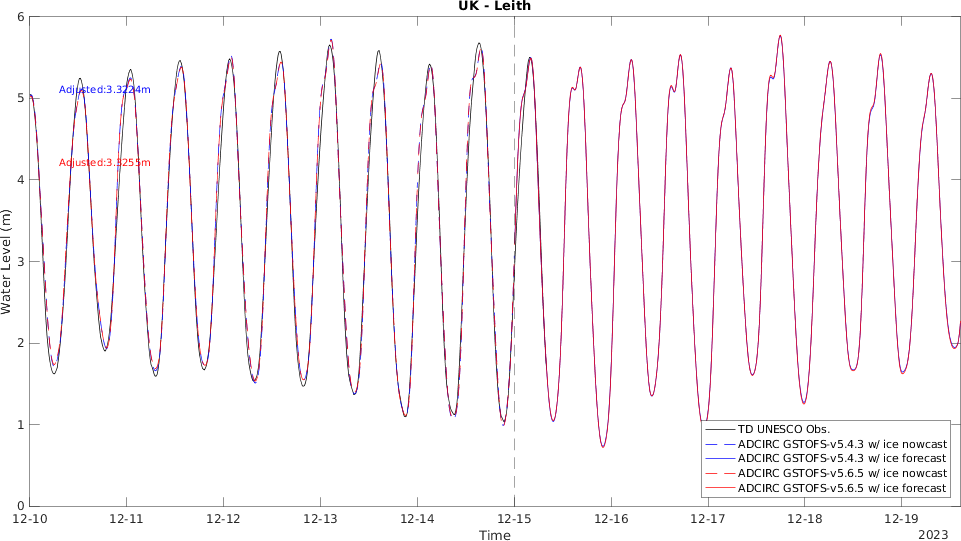 UK - Leith
6
5
4
3
2
1
0
Water Level (m)
Adjusted:3.3224m
Adjusted:3.3255m
TD UNESCO Obs.
ADCIRC GSTOFS-v5.4.3 w/ ice nowcast
ADCIRC GSTOFS-v5.4.3 w/ ice forecast
ADCIRC GSTOFS-v5.6.5 w/ ice nowcast
ADCIRC GSTOFS-v5.6.5 w/ ice forecast
12-10 12-11 12-12 12-13 12-14 12-15 12-16 12-17 12-18 12-19
Time
2023